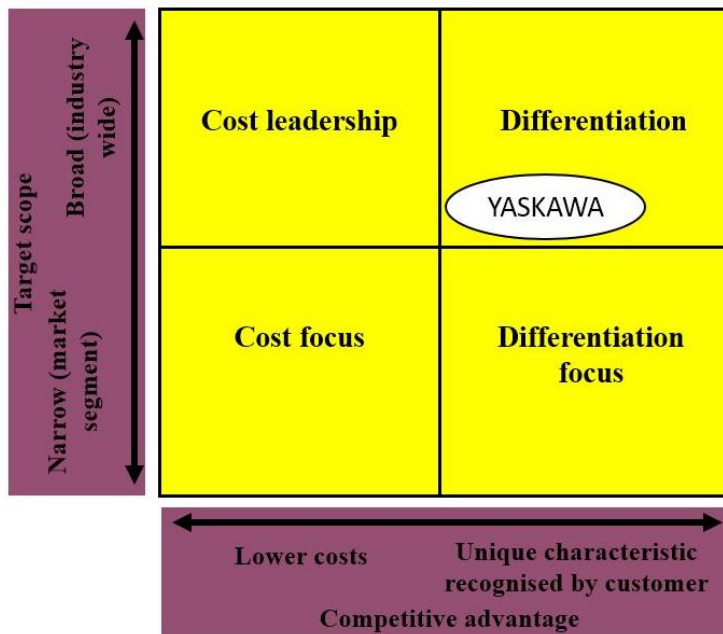 Target scope
Broad (industry
wide)
Narrow (market
segment)
Cost leadership
Differentiation
YASKAWA
Cost focus
Differentiation
focus
Lower costs
Unique characteristic
recognised by customer
Competitive advantage